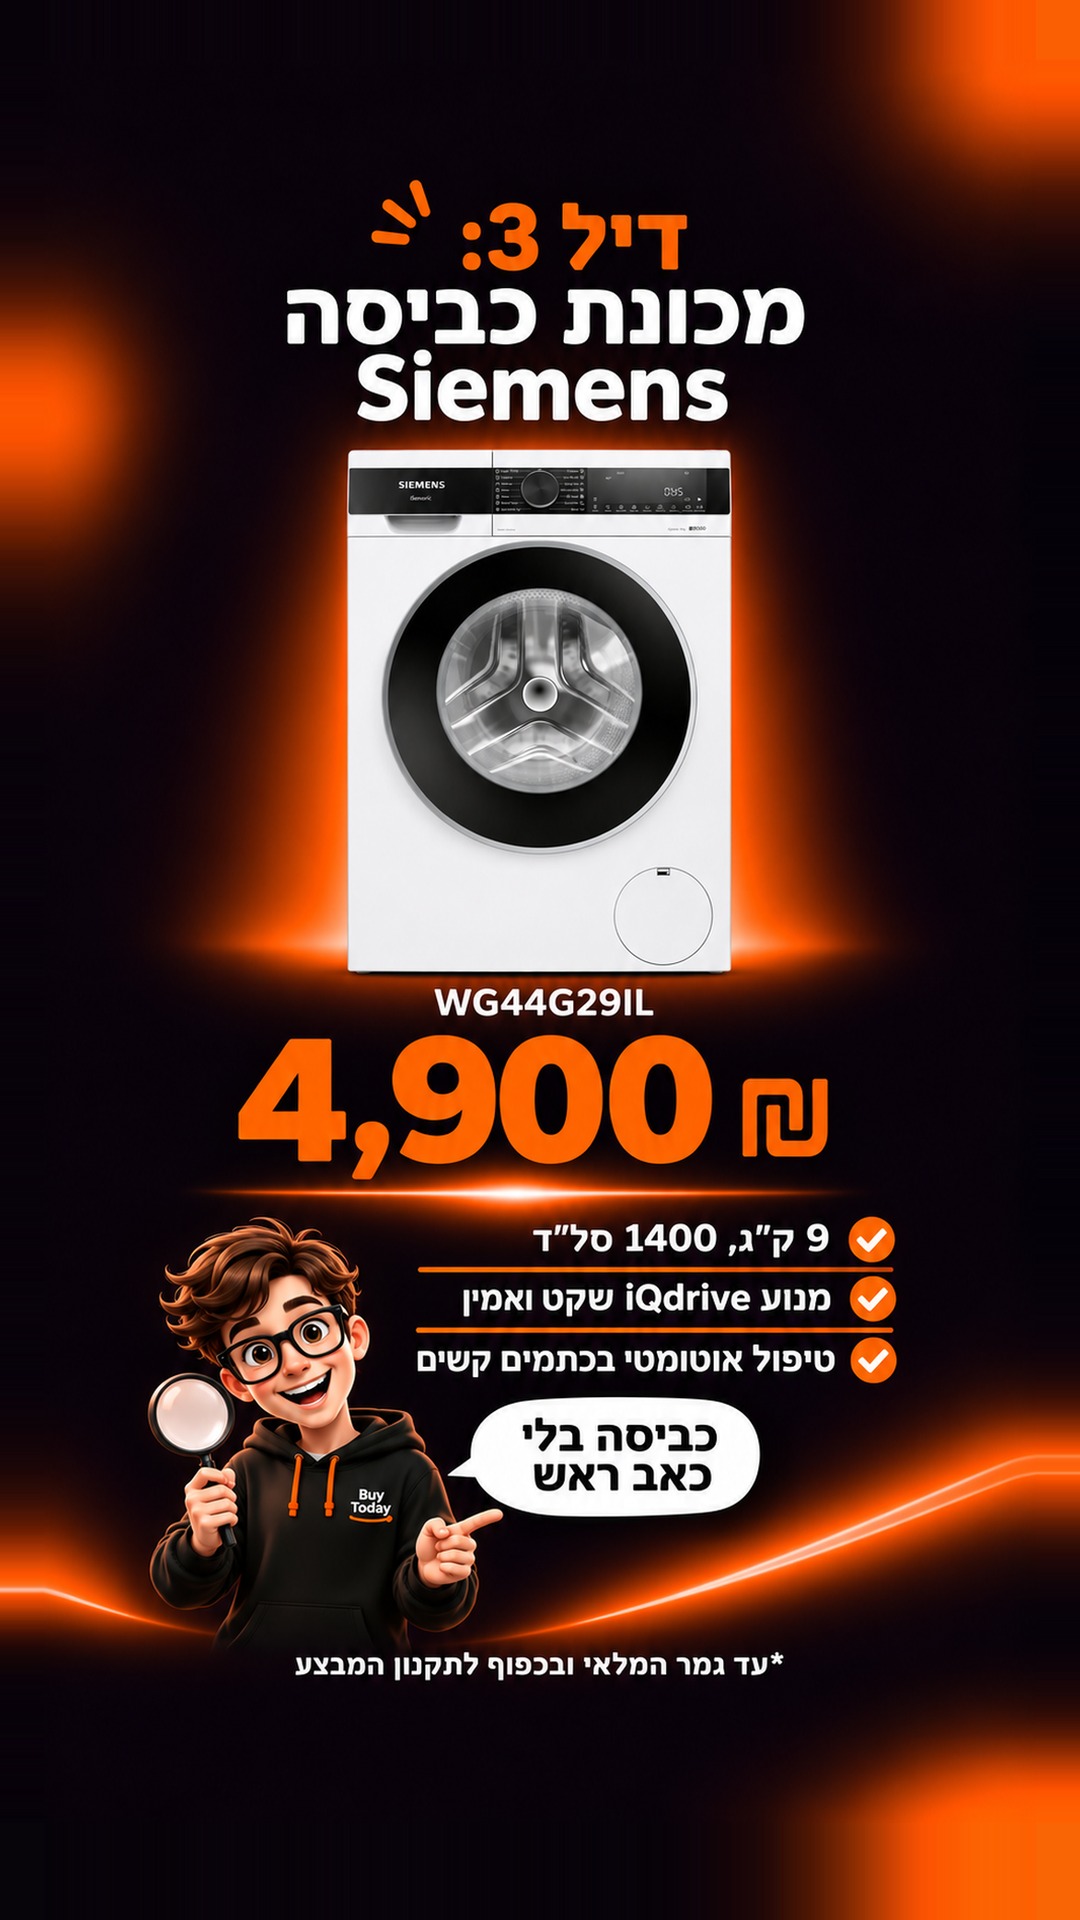 דיל 3:
מכונת כביסה
Siemens
SIEMENS
WG44G29IL
4,900 ₪
9 ק"ג, 1400 סל"ד
מנוע iQdrive שקט ואמין
טיפול אוטומטי בכתמים קשים
כביסה בלי
כאב ראש
Buy
Today
*עד גמר המלאי ובכפוף לתקנון המבצע